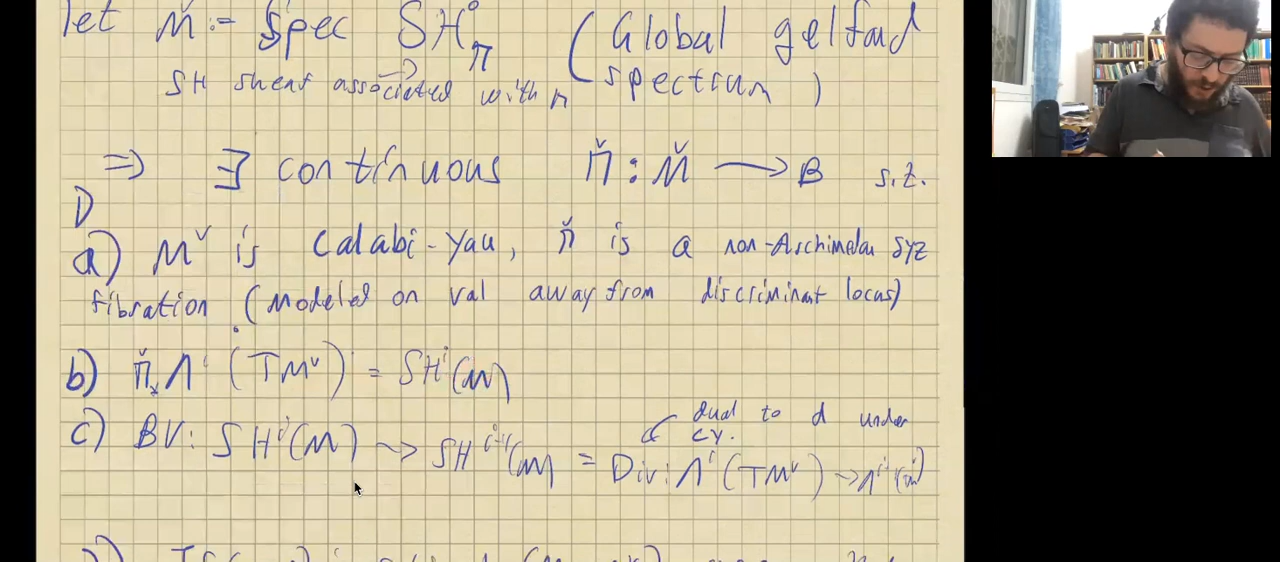 let M̌ := Spec SH⁰_π (Global gelfand
SH sheaf associated with π spectrum)
⇒ ∃ continuous π̌ : M̌ → B s.t.
D
a) M^v is Calabi-Yau, π̌ is a non-Archimedean SYZ
fibration. (Modeled on val away from discriminant locus)
b) π̌_* Λ^i (TM^v) = SH^i(M)
c) BV: SH^i(M) → SH^{i-1}(M) = Div: Λ^i (TM^v) → Λ^{i-1}
dual to d under
CY.